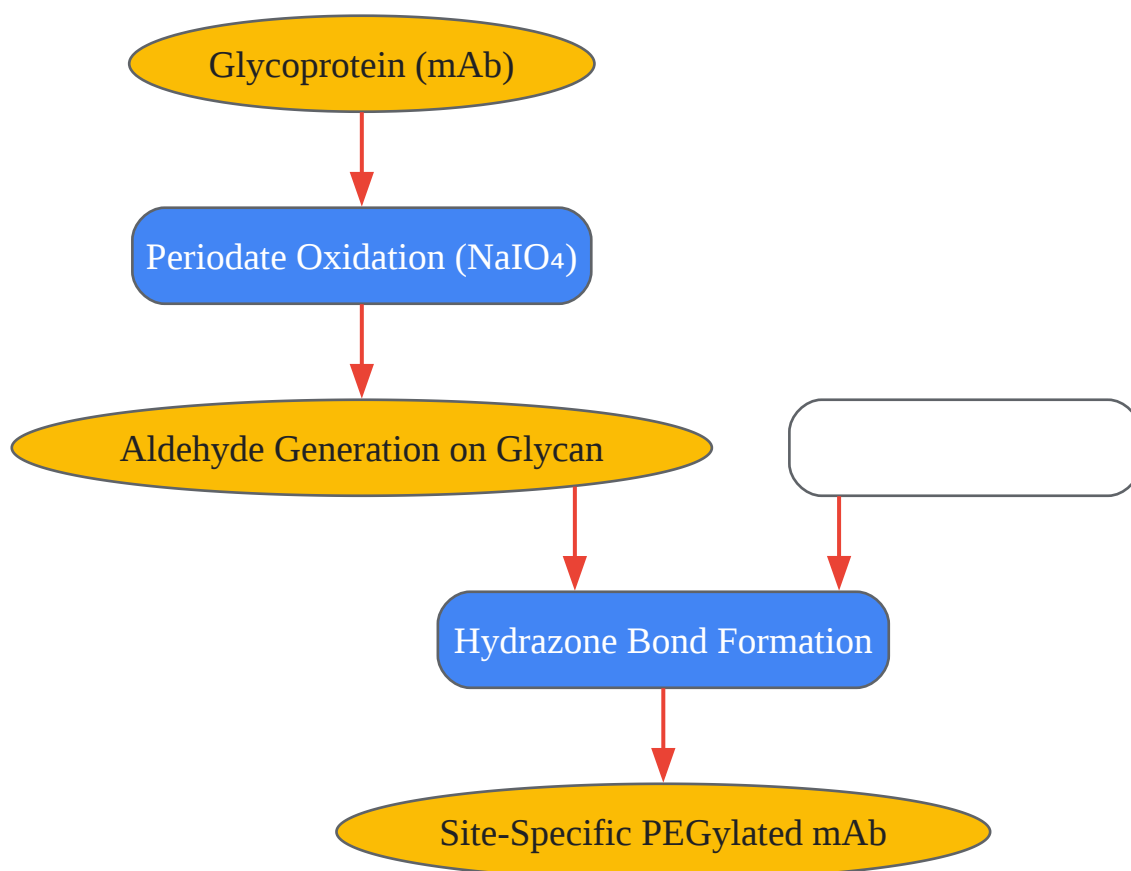 Glycoprotein (mAb)
Periodate Oxidation (NaIO₄)
Aldehyde Generation on Glycan
Hydrazone Bond Formation
Site-Specific PEGylated mAb